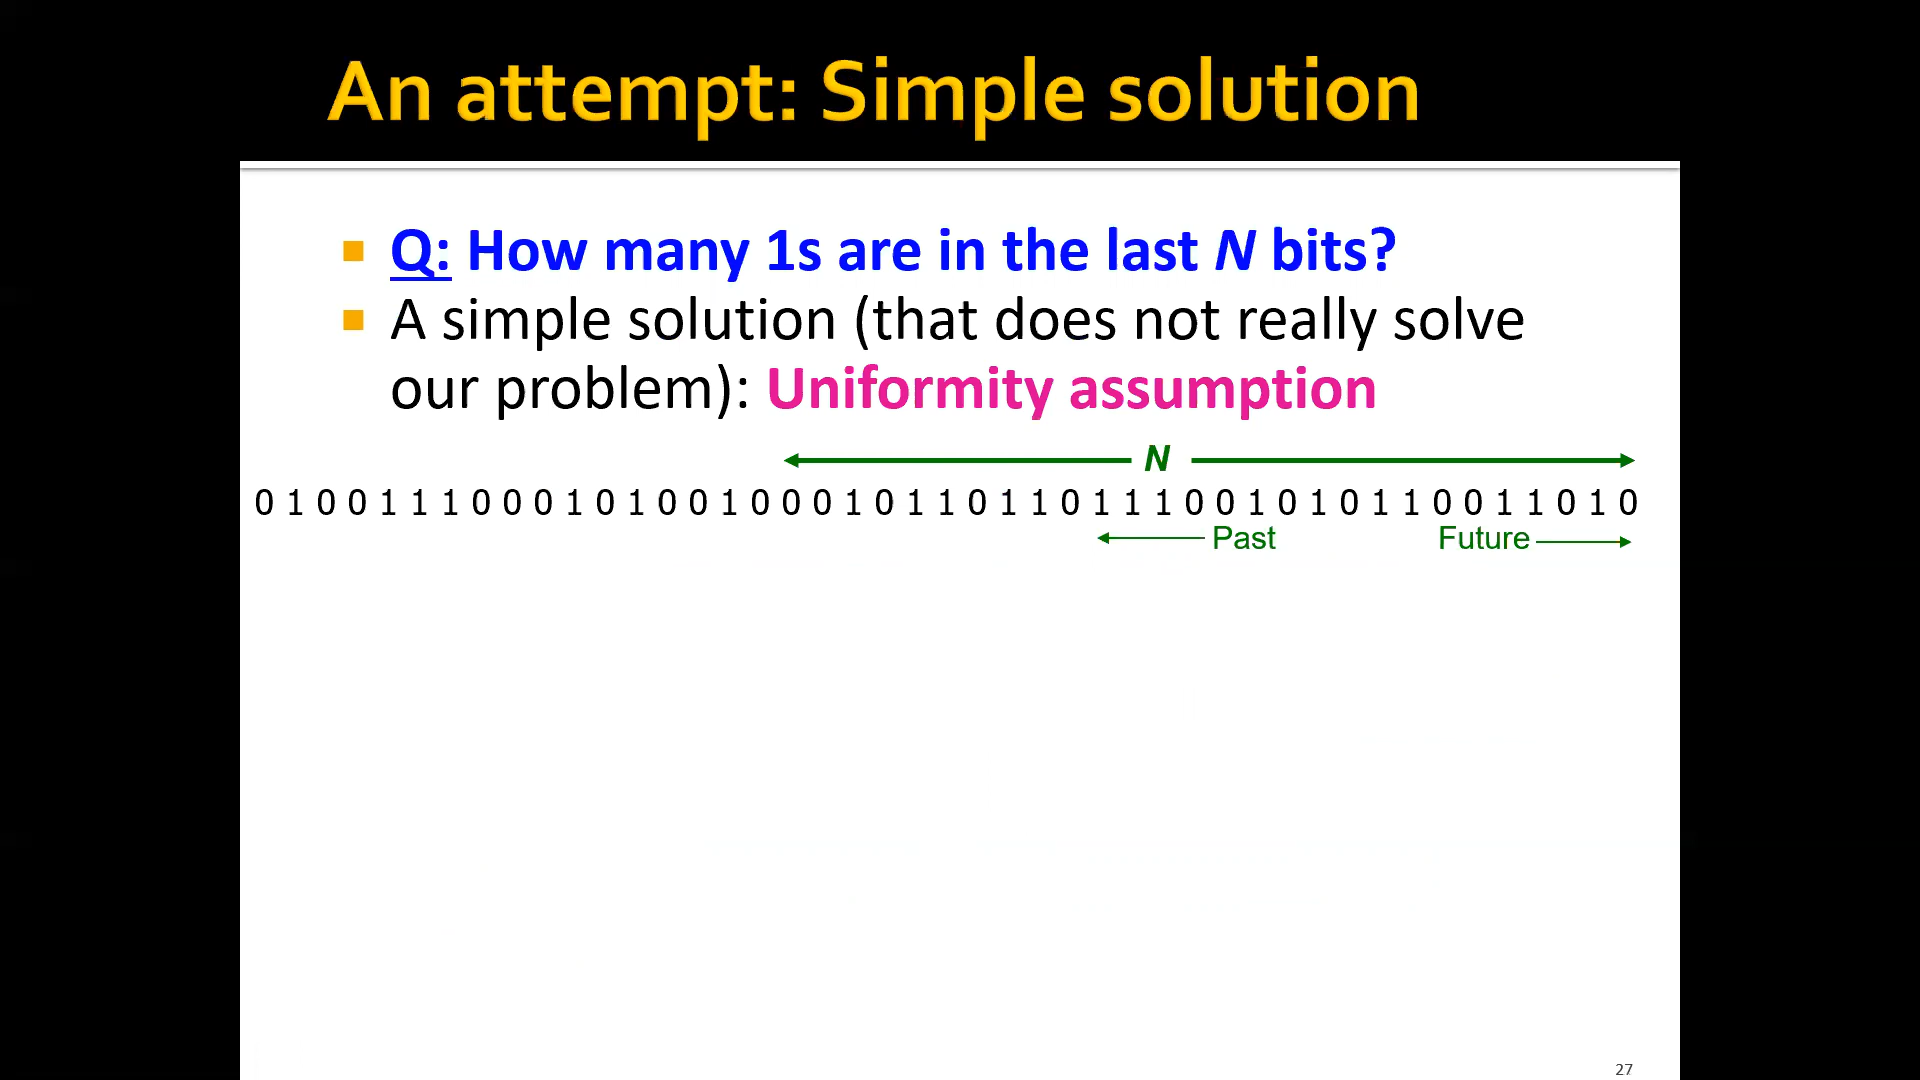 An attempt: Simple solution
Q: How many 1s are in the last N bits?
A simple solution (that does not really solve
our problem): Uniformity assumption
N
0 1 0 0 1 1 1 0 0 0 1 0 1 0 0 1 0 0 0 1 0 1 1 0 1 1 0 1 1 1 0 0 1 0 1 0 1 1 0 0 1 1 0 1 0
Past Future
27